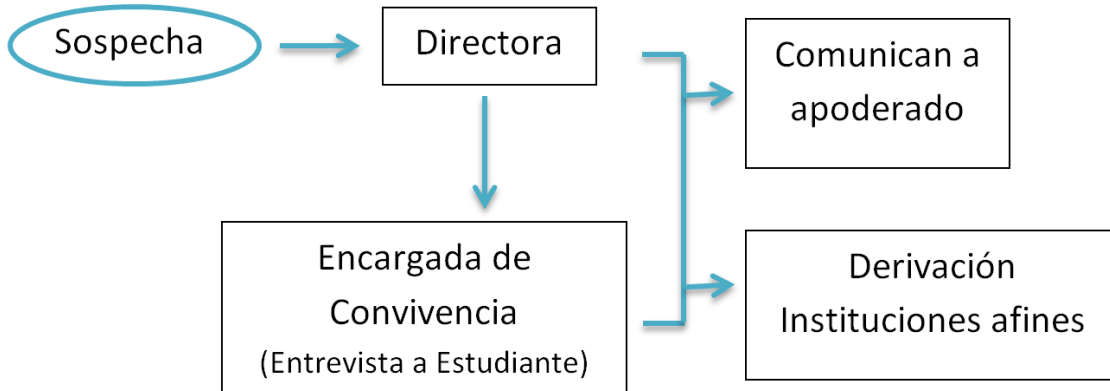 Sospecha
Directora
Comunican a
apoderado
Encargada de
Convivencia
(Entrevista a Estudiante)
Derivación
Instituciones afines